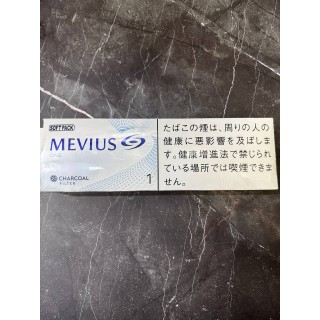 SOFT PACK
MEVIUS
ONE
CHARCOAL
FILTER
1
たばこの煙は、周りの人の
健康に悪影響を及ぼしま
す。健康増進法で禁じられ
ている場所では喫煙できま
せん。